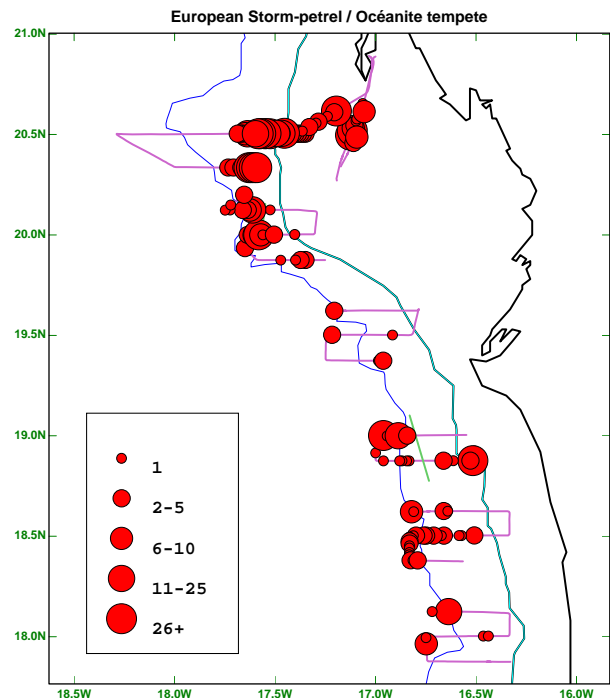 European Storm-petrel / Océanite tempete
21.0N
20.5N
20.0N
19.5N
19.0N
18.5N
18.0N
1
2-5
6-10
11-25
26+
18.5W
18.0W
17.5W
17.0W
16.5W
16.0W